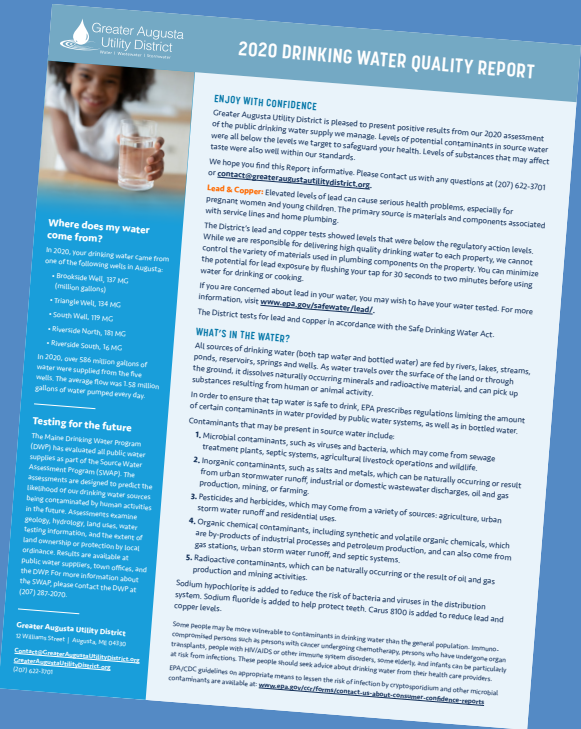 Greater Augusta
Utility District
Water | Wastewater | Stormwater
2020 DRINKING WATER QUALITY REPORT
Where does my water
come from?
In 2020, your drinking water came from
one of the following wells in Augusta:
• Brookside Well, 137 MG
(million gallons)
• Triangle Well, 134 MG
• South Well, 119 MG
• Riverside North, 181 MG
• Riverside South, 16 MG
In 2020, over 586 million gallons of
water were supplied from the five
wells. The average flow was 1.58 million
gallons of water pumped every day.
Testing for the future
The Maine Drinking Water Program
(DWP) has evaluated all public water
supplies as part of the Source Water
Assessment Program (SWAP). The
assessments are designed to predict the
likelihood of our drinking water sources
being contaminated by human activities
in the future. Assessments examine
geology, hydrology, land uses, water
testing information, and the extent of
land ownership or protection by local
ordinance. Results are available at
public water suppliers, town offices, and
the DWP. For more information about
the SWAP, please contact the DWP at
(207) 287-2070.
Greater Augusta Utility District
12 Williams Street | Augusta, ME 04330
Contact@GreaterAugustaUtilityDistrict.org
GreaterAugustaUtilityDistrict.org
(207) 622-3701
ENJOY WITH CONFIDENCE
Greater Augusta Utility District is pleased to present positive results from our 2020 assessment
of the public drinking water supply we manage. Levels of potential contaminants in source water
were all below the levels we target to safeguard your health. Levels of substances that may affect
taste were also well within our standards.
We hope you find this Report informative. Please contact us with any questions at (207) 622-3701
or contact@greateraugustautilitydistrict.org.
Lead & Copper: Elevated levels of lead can cause serious health problems, especially for
pregnant women and young children. The primary source is materials and components associated
with service lines and home plumbing.
The District's lead and copper tests showed levels that were below the regulatory action levels.
While we are responsible for delivering high quality drinking water to each property, we cannot
control the variety of materials used in plumbing components on the property. You can minimize
the potential for lead exposure by flushing your tap for 30 seconds to two minutes before using
water for drinking or cooking.
If you are concerned about lead in your water, you may wish to have your water tested. For more
information, visit www.epa.gov/safewater/lead/.
The District tests for lead and copper in accordance with the Safe Drinking Water Act.
WHAT'S IN THE WATER?
All sources of drinking water (both tap water and bottled water) are fed by rivers, lakes, streams,
ponds, reservoirs, springs and wells. As water travels over the surface of the land or through
the ground, it dissolves naturally occurring minerals and radioactive material, and can pick up
substances resulting from human or animal activity.
In order to ensure that tap water is safe to drink, EPA prescribes regulations limiting the amount
of certain contaminants in water provided by public water systems, as well as in bottled water.
Contaminants that may be present in source water include:
1. Microbial contaminants, such as viruses and bacteria, which may come from sewage
treatment plants, septic systems, agricultural livestock operations and wildlife.
2. Inorganic contaminants, such as salts and metals, which can be naturally occurring or result
from urban stormwater runoff, industrial or domestic wastewater discharges, oil and gas
production, mining, or farming.
3. Pesticides and herbicides, which may come from a variety of sources: agriculture, urban
storm water runoff and residential uses.
4. Organic chemical contaminants, including synthetic and volatile organic chemicals, which
are by-products of industrial processes and petroleum production, and can also come from
gas stations, urban storm water runoff, and septic systems.
5. Radioactive contaminants, which can be naturally occurring or the result of oil and gas
production and mining activities.
Sodium hypochlorite is added to reduce the risk of bacteria and viruses in the distribution
system. Sodium fluoride is added to help protect teeth. Carus 8100 is added to reduce lead and
copper levels.
Some people may be more vulnerable to contaminants in drinking water than the general population. Immuno-
compromised persons such as persons with cancer undergoing chemotherapy, persons who have undergone organ
transplants, people with HIV/AIDS or other immune system disorders, some elderly, and infants can be particularly
at risk from infections. These people should seek advice about drinking water from their health care providers.
EPA/CDC guidelines on appropriate means to lessen the risk of infection by cryptosporidium and other microbial
contaminants are available at: www.epa.gov/ccr/forms/contact-us-about-consumer-confidence-reports